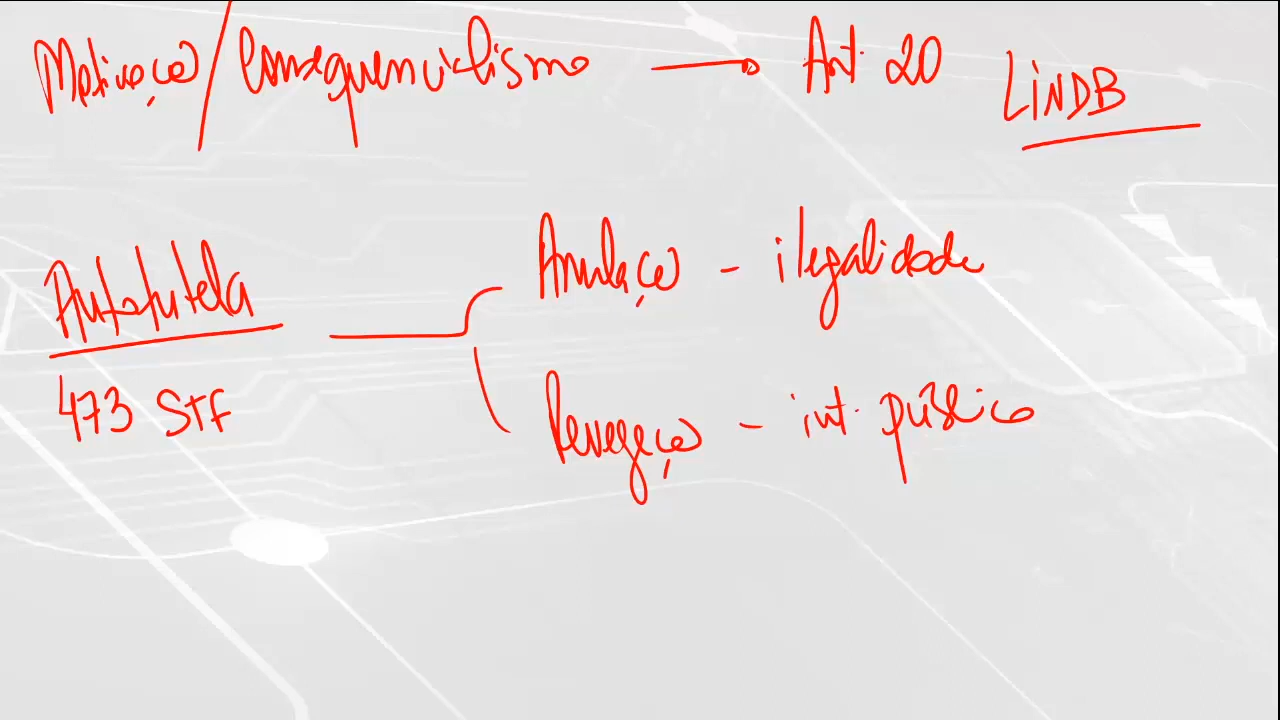 Motivação / Consequencialismo → Art. 20 LINDB
Autotutela
473 STF
Anulação - ilegalidade
Revogação - int. público